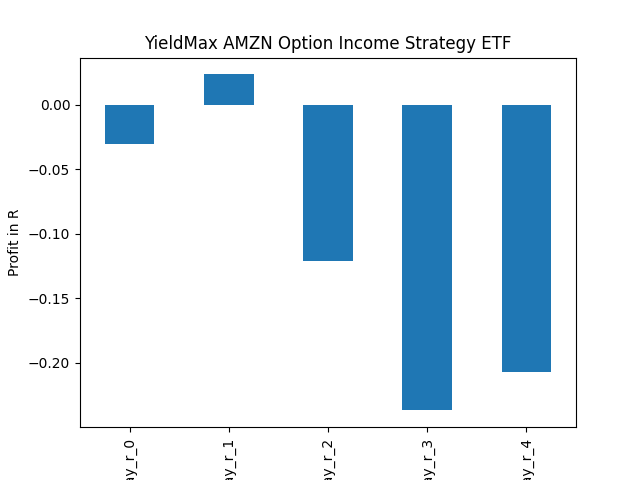 YieldMax AMZN Option Income Strategy ETF
Profit in R
0.00
−0.05
−0.10
−0.15
−0.20
ay_r_0
ay_r_1
ay_r_2
ay_r_3
ay_r_4